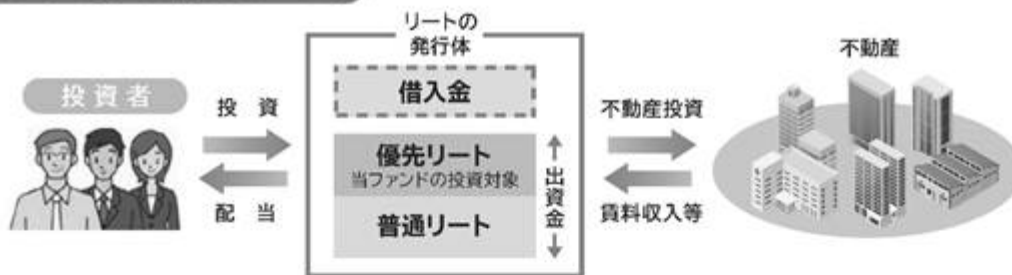 リートの
発行体
不動産
投資者
投資
配当
借入金
優先リート
当ファンドの投資対象
普通リート
出資金
不動産投資
賃料収入等